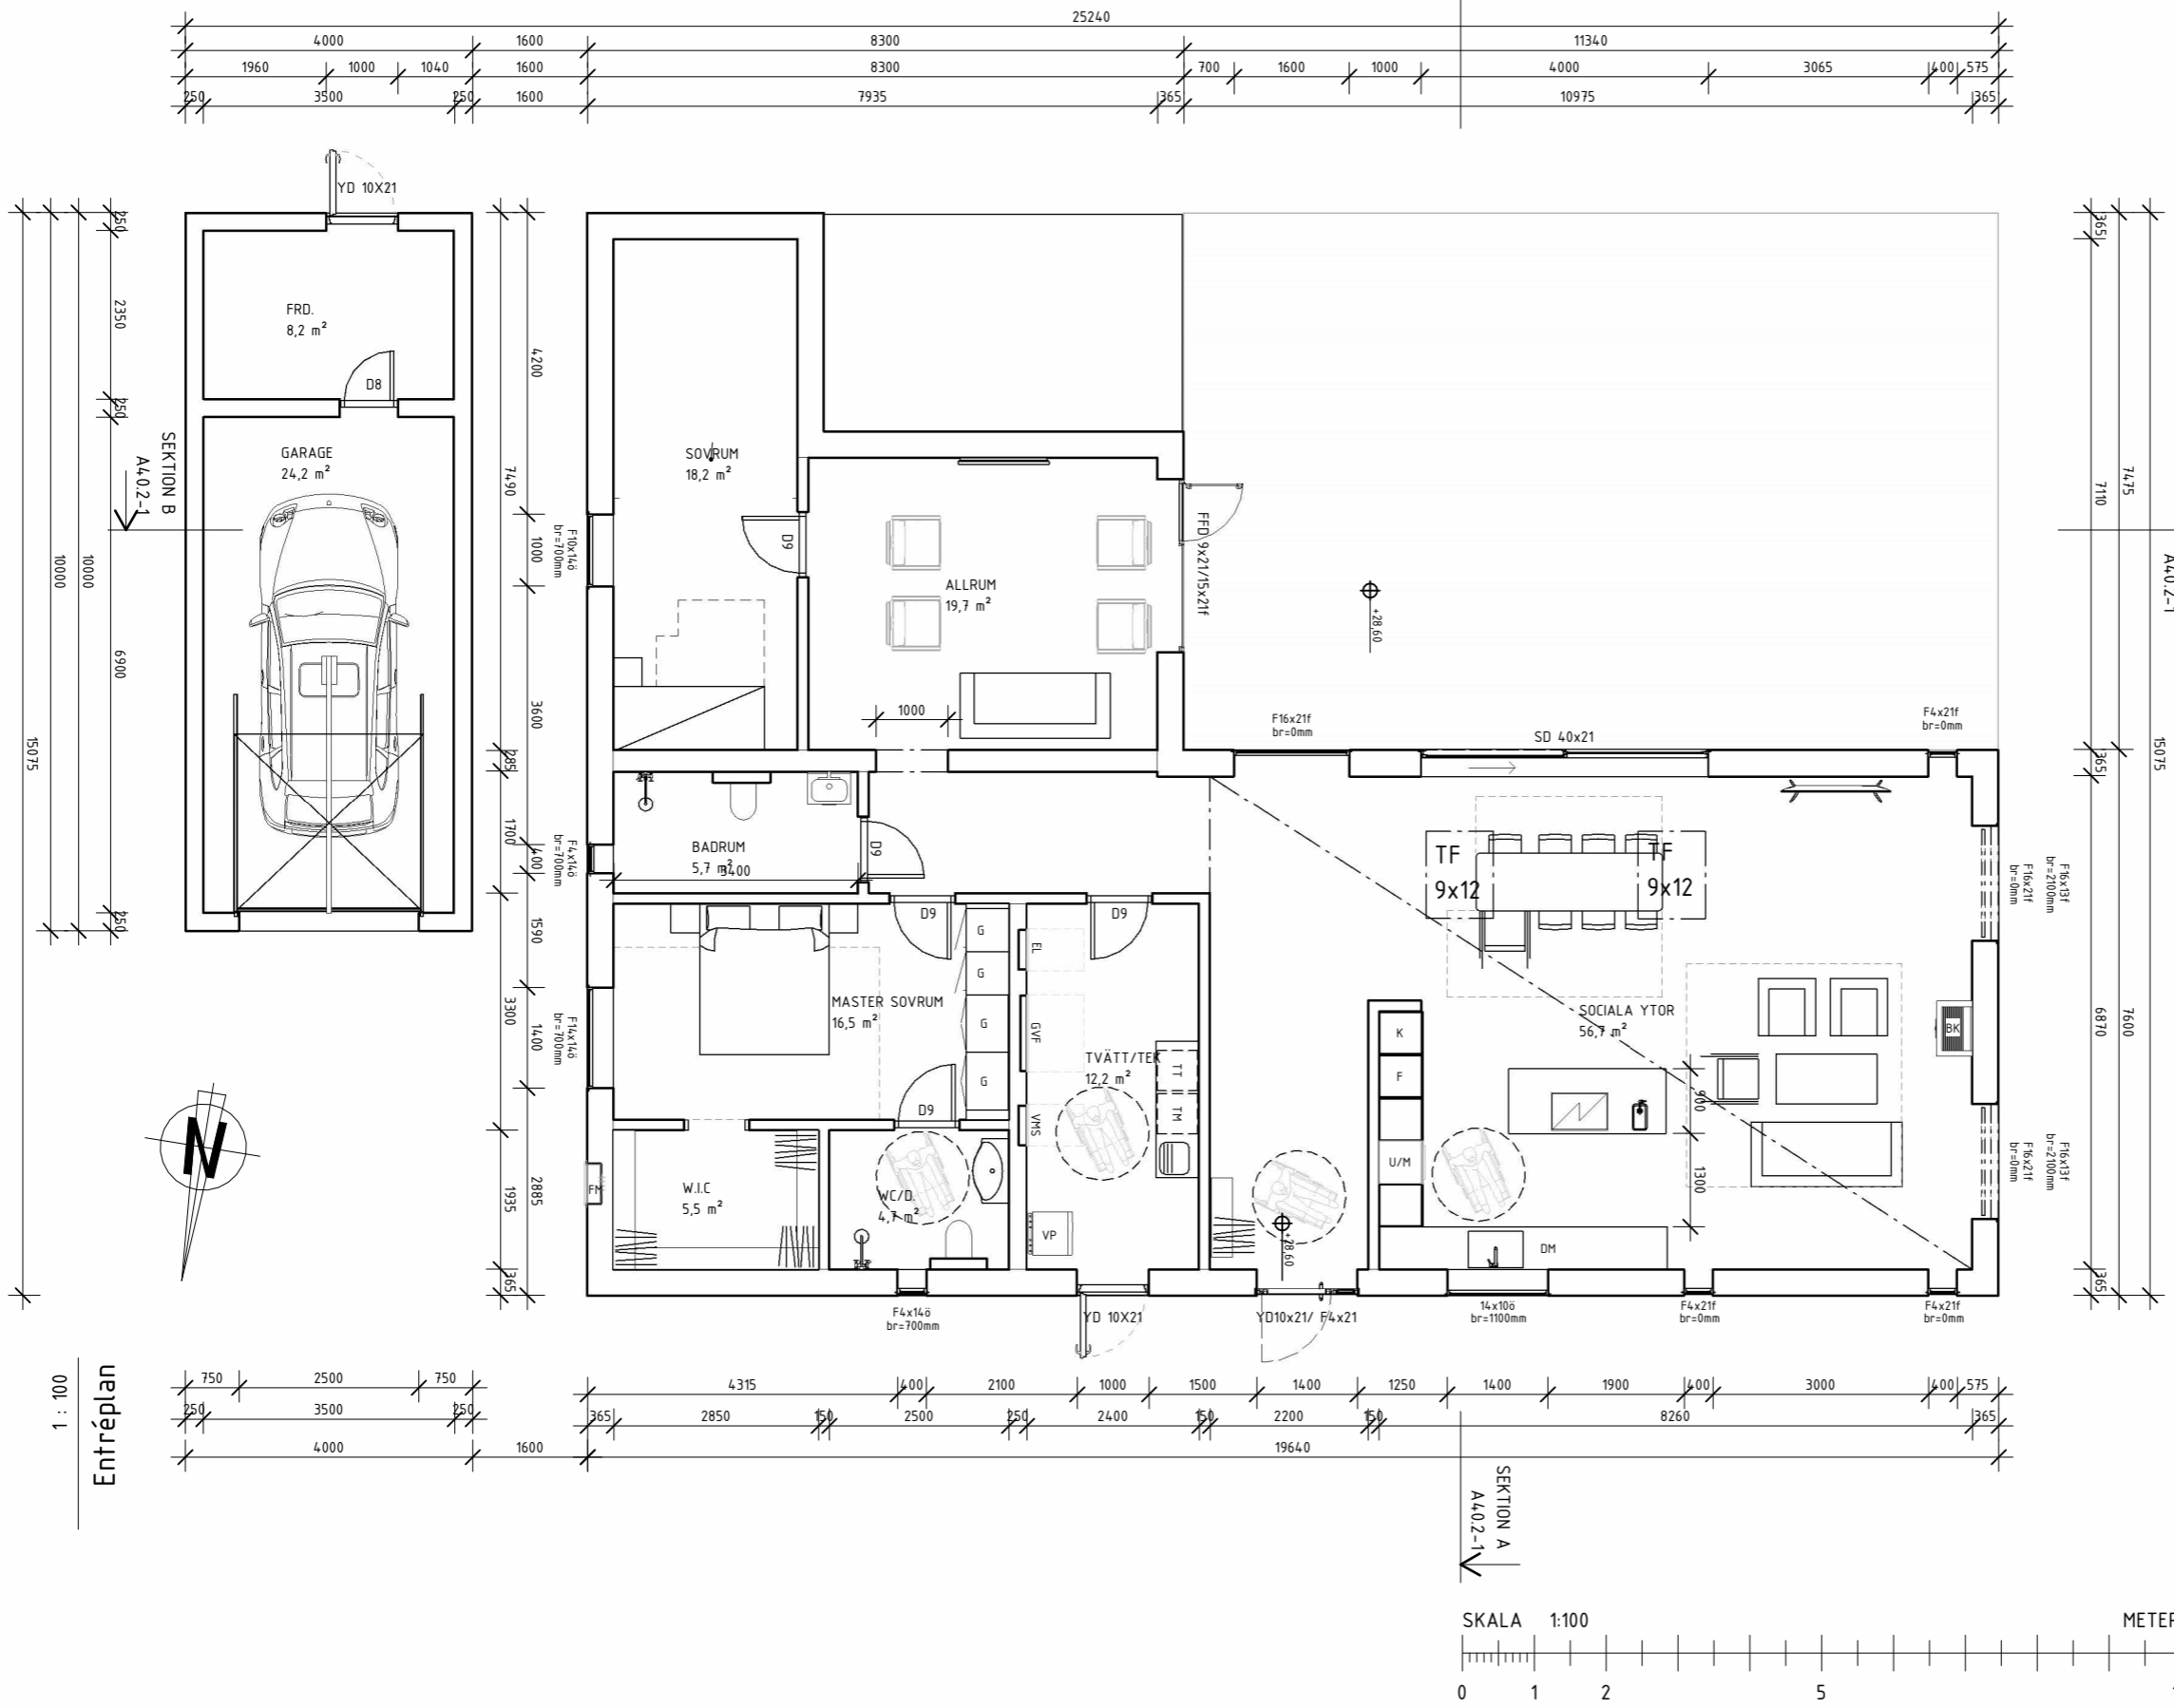 25240
4000 1600 8300 11340
1960 1000 1040 1600 8300 700 1600 1000 4000 3065 400 575
250 3500 250 1600 7935 365 10975 365
YD 10X21
FRD.
8,2 m²
D8
GARAGE
24,2 m²
SEKTION B
A40.2-1
250
2350
250
6900
250
10000
10000
15075
4200
7490
1000
3600
285
1700
400
1590
3300
1400
1935
2885
365
F10x14ö
br=700mm
F4x14ö
br=700mm
F14x14ö
br=700mm
SOVRUM
18,2 m²
D9
ALLRUM
19,7 m²
1000
FFD 9x21/15x21f
+28,60
F16x21f
br=0mm
SD 40x21
F4x21f
br=0mm
365
7110
7475
365
6870
7600
365
15075
A40.2-1
BADRUM
5,7 m²
3400
D9
D9
D9
MASTER SOVRUM
16,5 m²
G
G
G
G
D9
EL
GVF
VMS
TVÄTT/TEK
12,2 m²
TT
TM
VP
FM
W.I.C
5,5 m²
WC/D.
4,7 m²
TF
9x12
TF
9x12
SOCIALA YTOR
56,7 m²
K
F
U/M
DM
BK
900
1300
+28,60
F16x13f
br=2100mm
F16x21f
br=0mm
F16x13f
br=2100mm
F16x21f
br=0mm
N
F4x14ö
br=700mm
YD 10X21
YD10x21/ F4x21
14x10ö
br=1100mm
F4x21f
br=0mm
F4x21f
br=0mm
750 2500 750 4315 400 2100 1000 1500 1400 1250 1400 1900 400 3000 400 575
250 3500 250 365 2850 150 2500 250 2400 150 2200 150 8260 365
4000 1600 19640
Entréplan
1 : 100
SEKTION A
A40.2-1
SKALA 1:100 METER
0 1 2 5